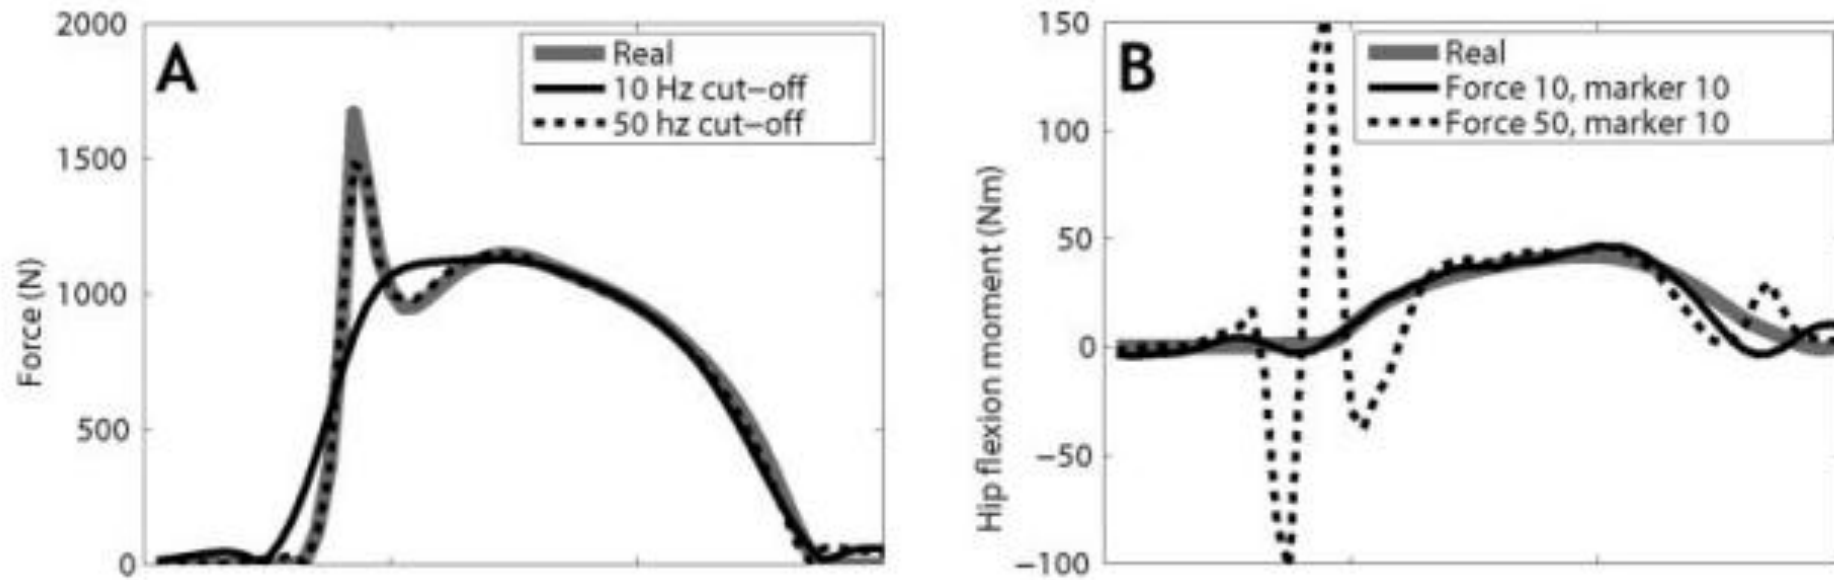 A
Real
10 Hz cut−off
50 hz cut−off
2000
1500
1000
500
0
Force (N)
B
Real
Force 10, marker 10
Force 50, marker 10
150
100
50
0
−50
−100
Hip flexion moment (Nm)